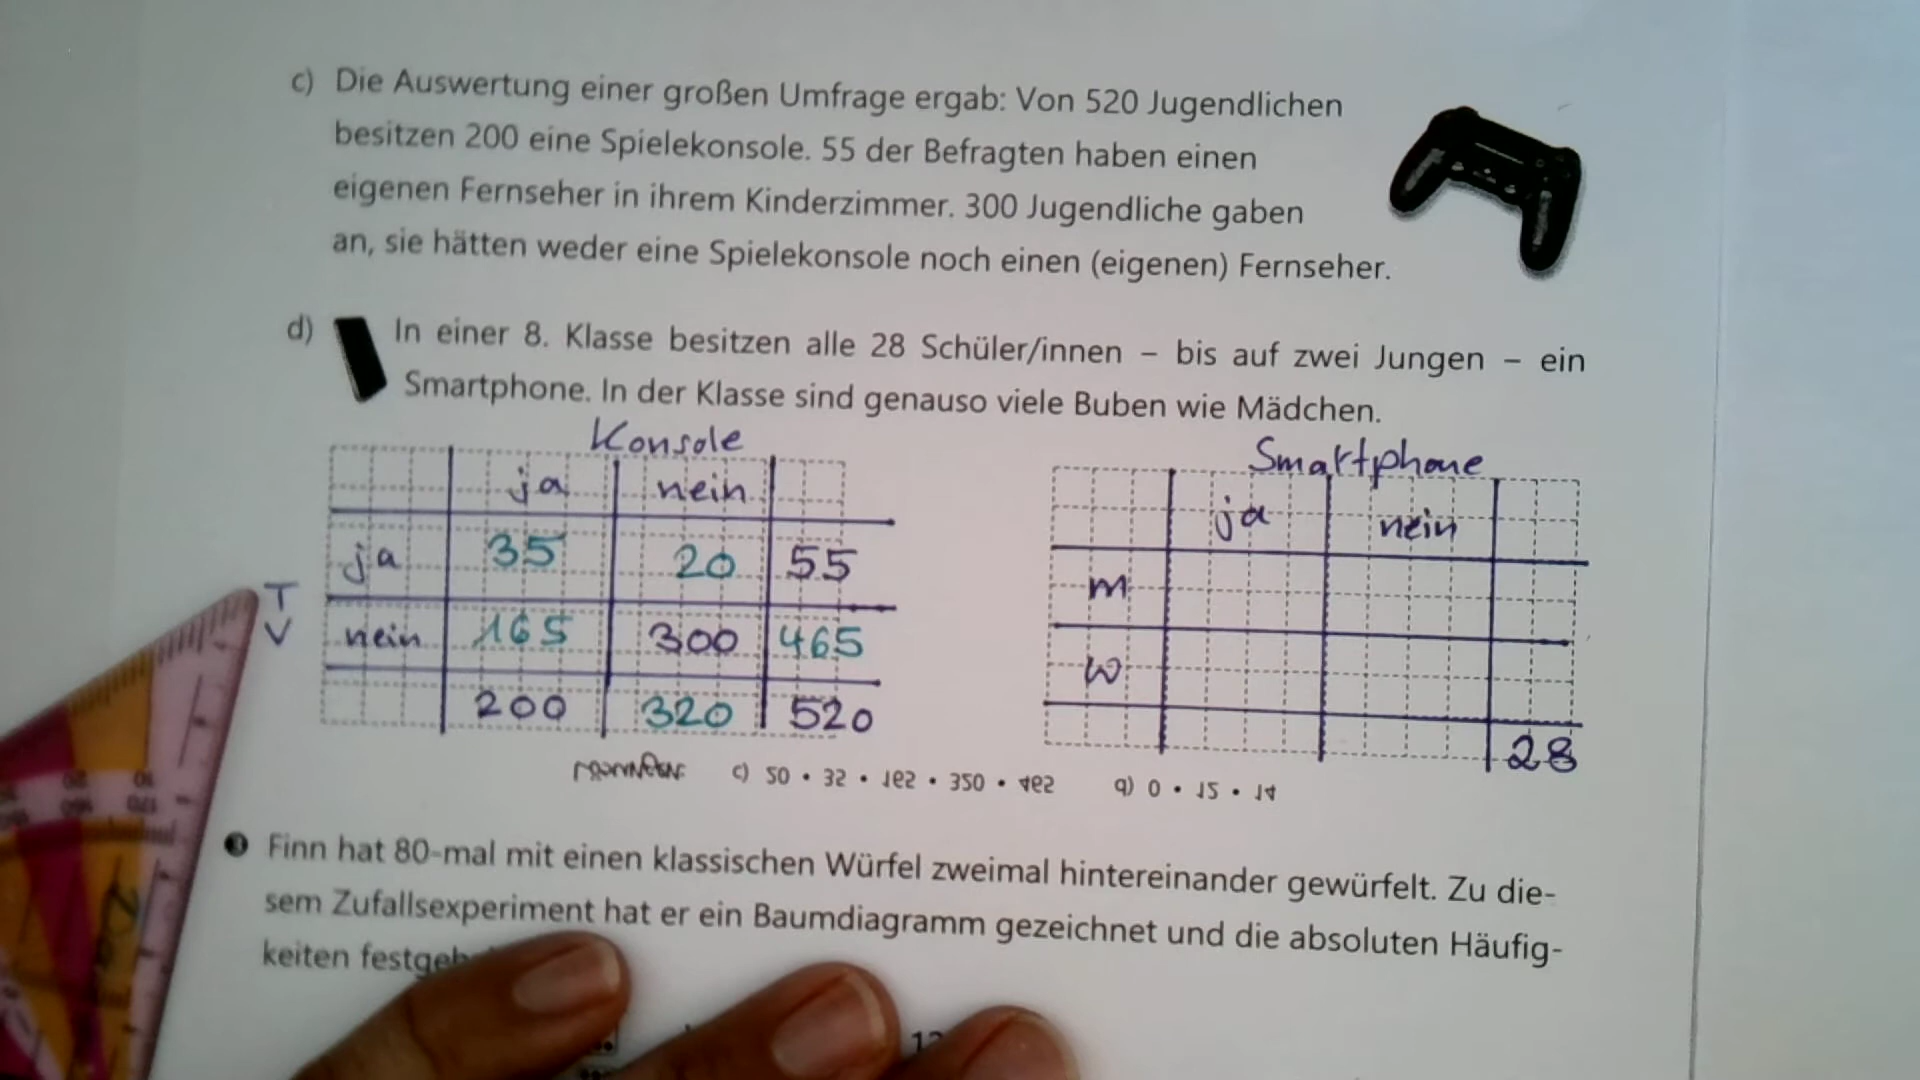 c) Die Auswertung einer großen Umfrage ergab: Von 520 Jugendlichen
besitzen 200 eine Spielekonsole. 55 der Befragten haben einen
eigenen Fernseher in ihrem Kinderzimmer. 300 Jugendliche gaben
an, sie hätten weder eine Spielekonsole noch einen (eigenen) Fernseher.
d) In einer 8. Klasse besitzen alle 28 Schüler/innen – bis auf zwei Jungen – ein
Smartphone. In der Klasse sind genauso viele Buben wie Mädchen.
Konsole
ja nein
TV
ja 35 20 55
nein 165 300 465
200 320 520
Smartphone
ja nein
m
w
28
❸ Finn hat 80-mal mit einen klassischen Würfel zweimal hintereinander gewürfelt. Zu die-
sem Zufallsexperiment hat er ein Baumdiagramm gezeichnet und die absoluten Häufig-
keiten